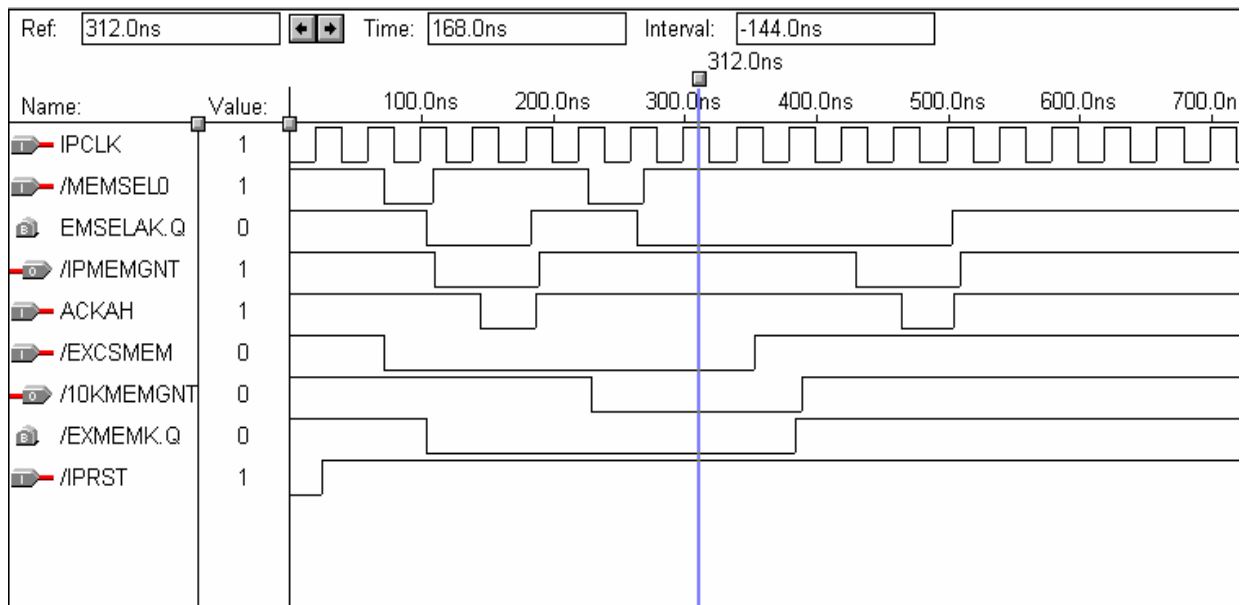 Ref: 312.0ns Time: 168.0ns Interval: -144.0ns
312.0ns
Name: Value: 100.0ns 200.0ns 300.0ns 400.0ns 500.0ns 600.0ns 700.0n
I IPCLK 1
I /MEMSEL0 1
B EMSELAK.Q 0
O /IPMEMGNT 1
I ACKAH 1
I /EXCSMEM 0
O /10KMEMGNT 0
B /EXMEMK.Q 0
I /IPRST 1